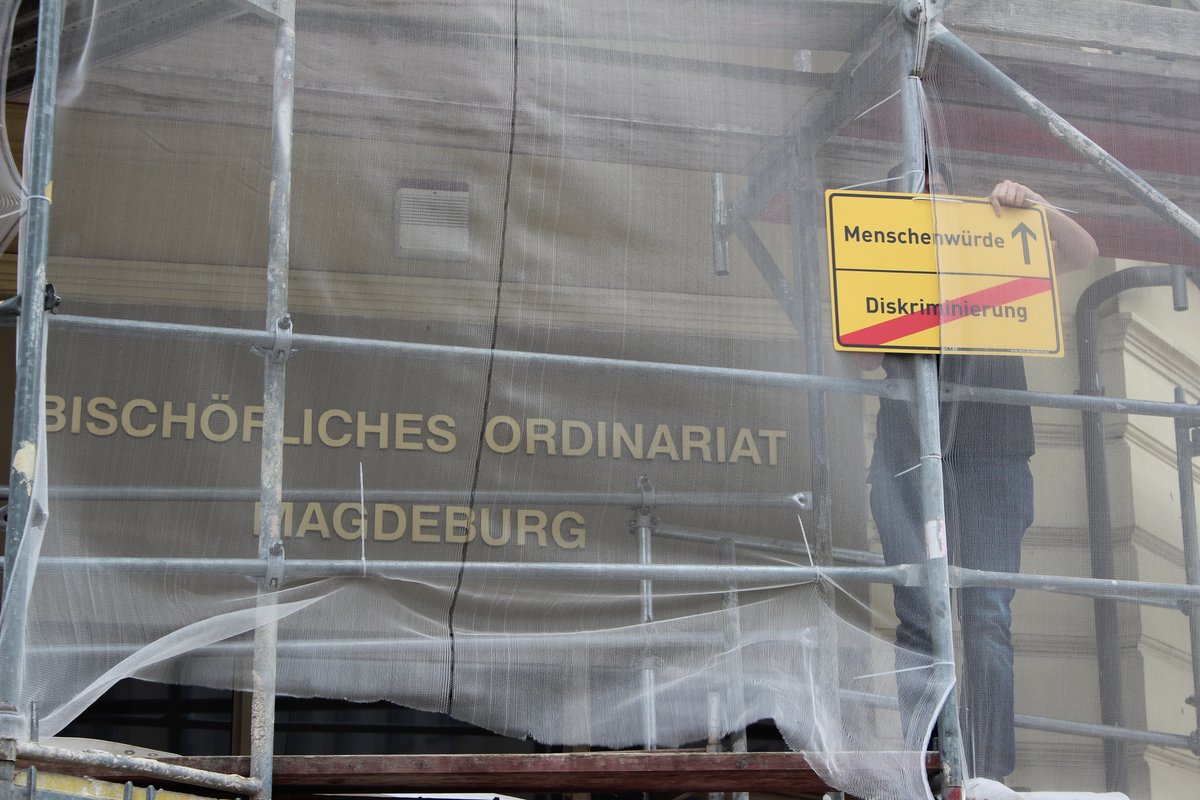 Menschenwürde ↑
Diskriminierung
BISCHÖFLICHES ORDINARIAT
MAGDEBURG